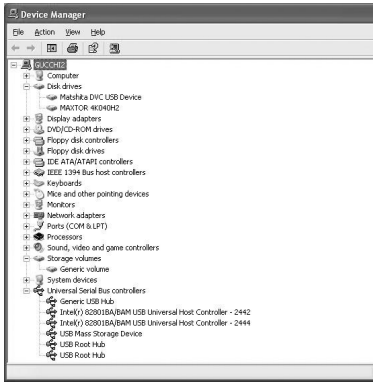 Device Manager
File Action View Help
GUCCHI2
Computer
Disk drives
Matshita DVC USB Device
MAXTOR 4K040H2
Display adapters
DVD/CD-ROM drives
Floppy disk controllers
Floppy disk drives
IDE ATA/ATAPI controllers
IEEE 1394 Bus host controllers
Keyboards
Mice and other pointing devices
Monitors
Network adapters
Ports (COM & LPT)
Processors
Sound, video and game controllers
Storage volumes
Generic volume
System devices
Universal Serial Bus controllers
Generic USB Hub
Intel(r) 82801BA/BAM USB Universal Host Controller - 2442
Intel(r) 82801BA/BAM USB Universal Host Controller - 2444
USB Mass Storage Device
USB Root Hub
USB Root Hub